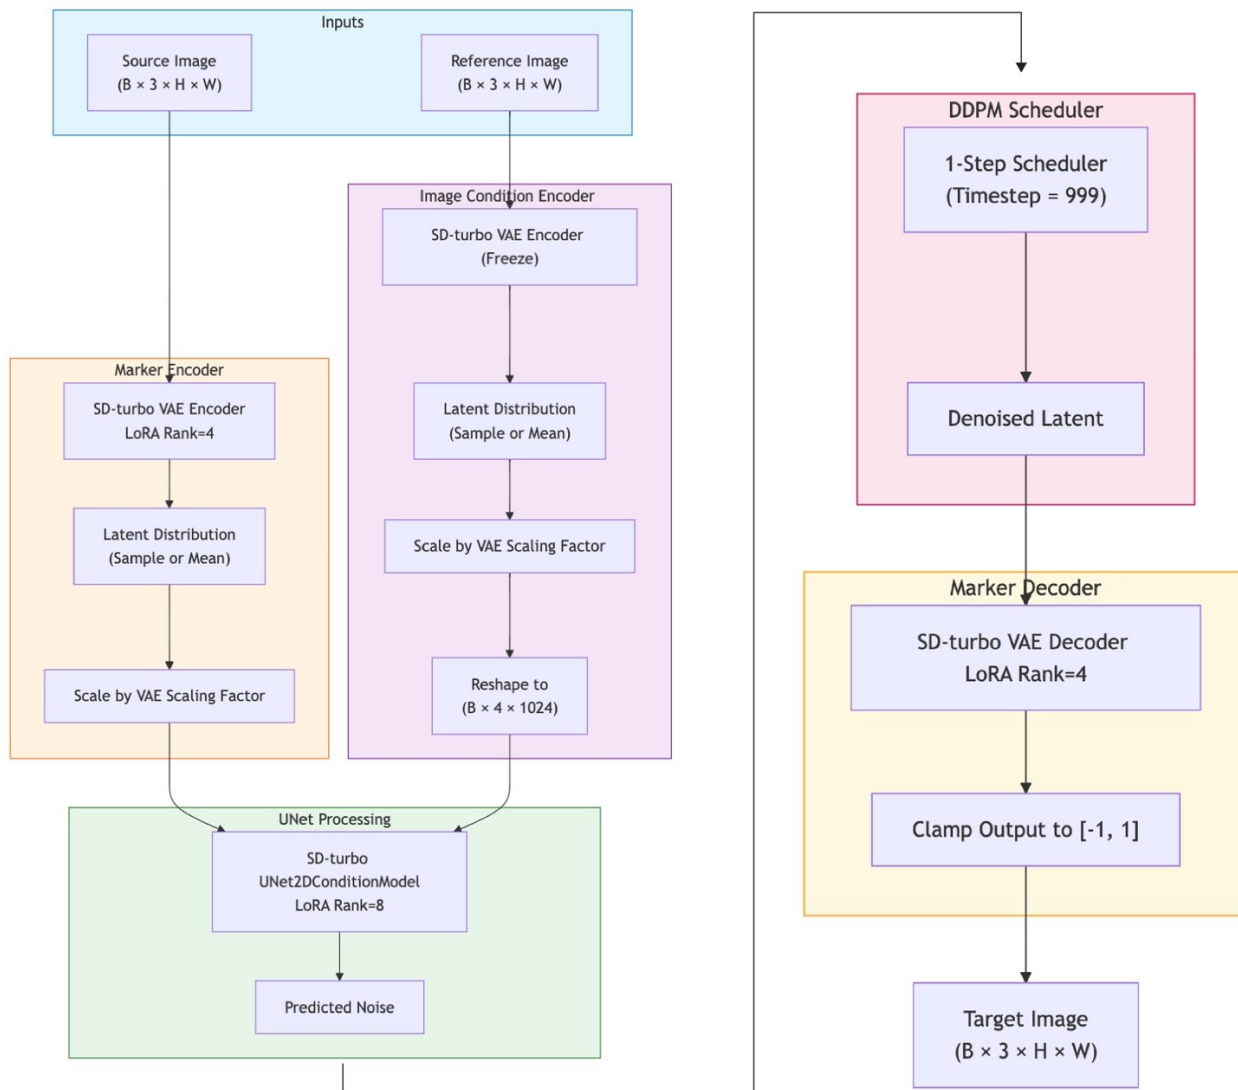 Inputs
Source Image
(B × 3 × H × W)
Reference Image
(B × 3 × H × W)
Image Condition Encoder
SD-turbo VAE Encoder
(Freeze)
Latent Distribution
(Sample or Mean)
Scale by VAE Scaling Factor
Reshape to
(B × 4 × 1024)
Marker Encoder
SD-turbo VAE Encoder
LoRA Rank=4
Latent Distribution
(Sample or Mean)
Scale by VAE Scaling Factor
UNet Processing
SD-turbo
UNet2DConditionModel
LoRA Rank=8
Predicted Noise
DDPM Scheduler
1-Step Scheduler
(Timestep = 999)
Denoised Latent
Marker Decoder
SD-turbo VAE Decoder
LoRA Rank=4
Clamp Output to [-1, 1]
Target Image
(B × 3 × H × W)